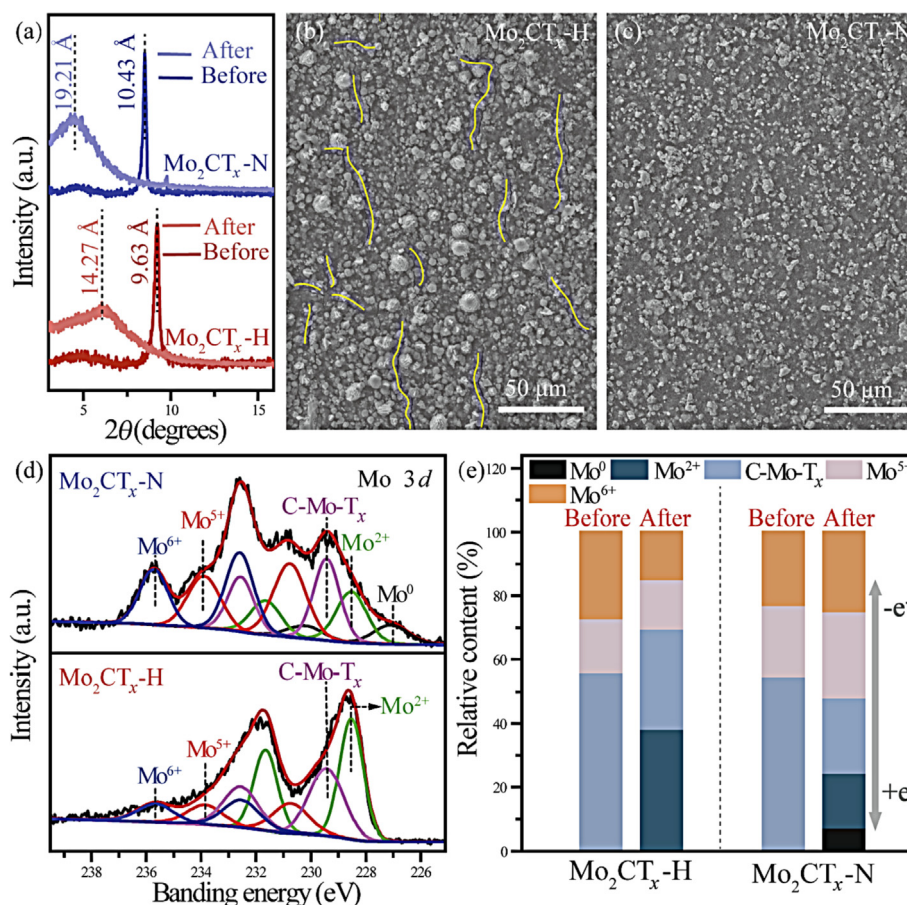 (a)
19.21 Å
10.43 Å
After
Before
Mo₂CTₓ-N
14.27 Å
9.63 Å
After
Before
Mo₂CTₓ-H
Intensity (a.u.)
5 10 15
2θ(degrees)
(b) Mo₂CTₓ-H
50 μm
(c) Mo₂CTₓ-N
50 μm
(d)
Mo₂CTₓ-N
Mo 3d
Mo⁶⁺
Mo⁵⁺
C-Mo-Tₓ
Mo²⁺
Mo⁰
Mo₂CTₓ-H
C-Mo-Tₓ
Mo²⁺
Mo⁵⁺
Mo⁶⁺
Intensity (a.u.)
238 236 234 232 230 228 226
Banding energy (eV)
(e)
120
100
80
60
40
20
0
Relative content (%)
Mo⁰ Mo²⁺ C-Mo-Tₓ Mo⁵⁺
Mo⁶⁺
Before After Before After
-e
+e
Mo₂CTₓ-H Mo₂CTₓ-N